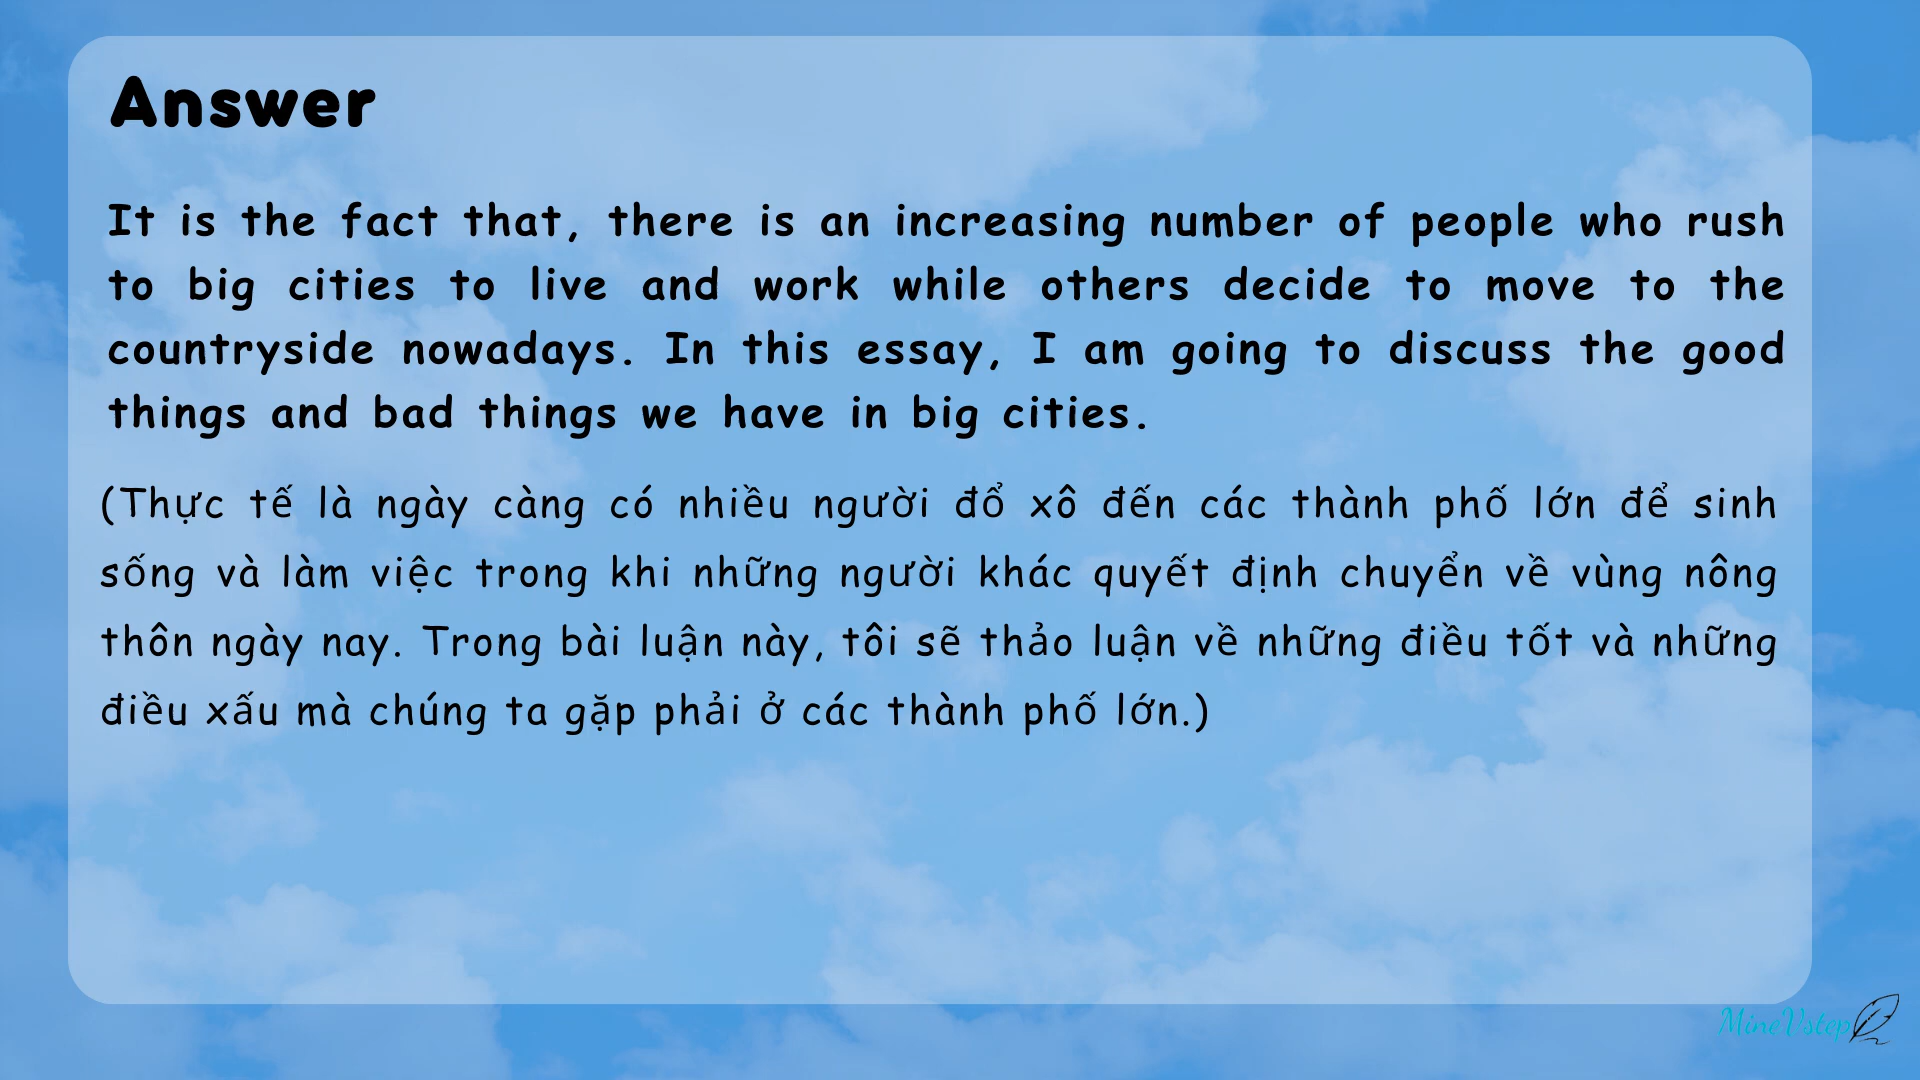 Answer
It is the fact that, there is an increasing number of people who rush
to big cities to live and work while others decide to move to the
countryside nowadays. In this essay, I am going to discuss the good
things and bad things we have in big cities.
(Thực tế là ngày càng có nhiều người đổ xô đến các thành phố lớn để sinh
sống và làm việc trong khi những người khác quyết định chuyển về vùng nông
thôn ngày nay. Trong bài luận này, tôi sẽ thảo luận về những điều tốt và những
điều xấu mà chúng ta gặp phải ở các thành phố lớn.)
MineVstep